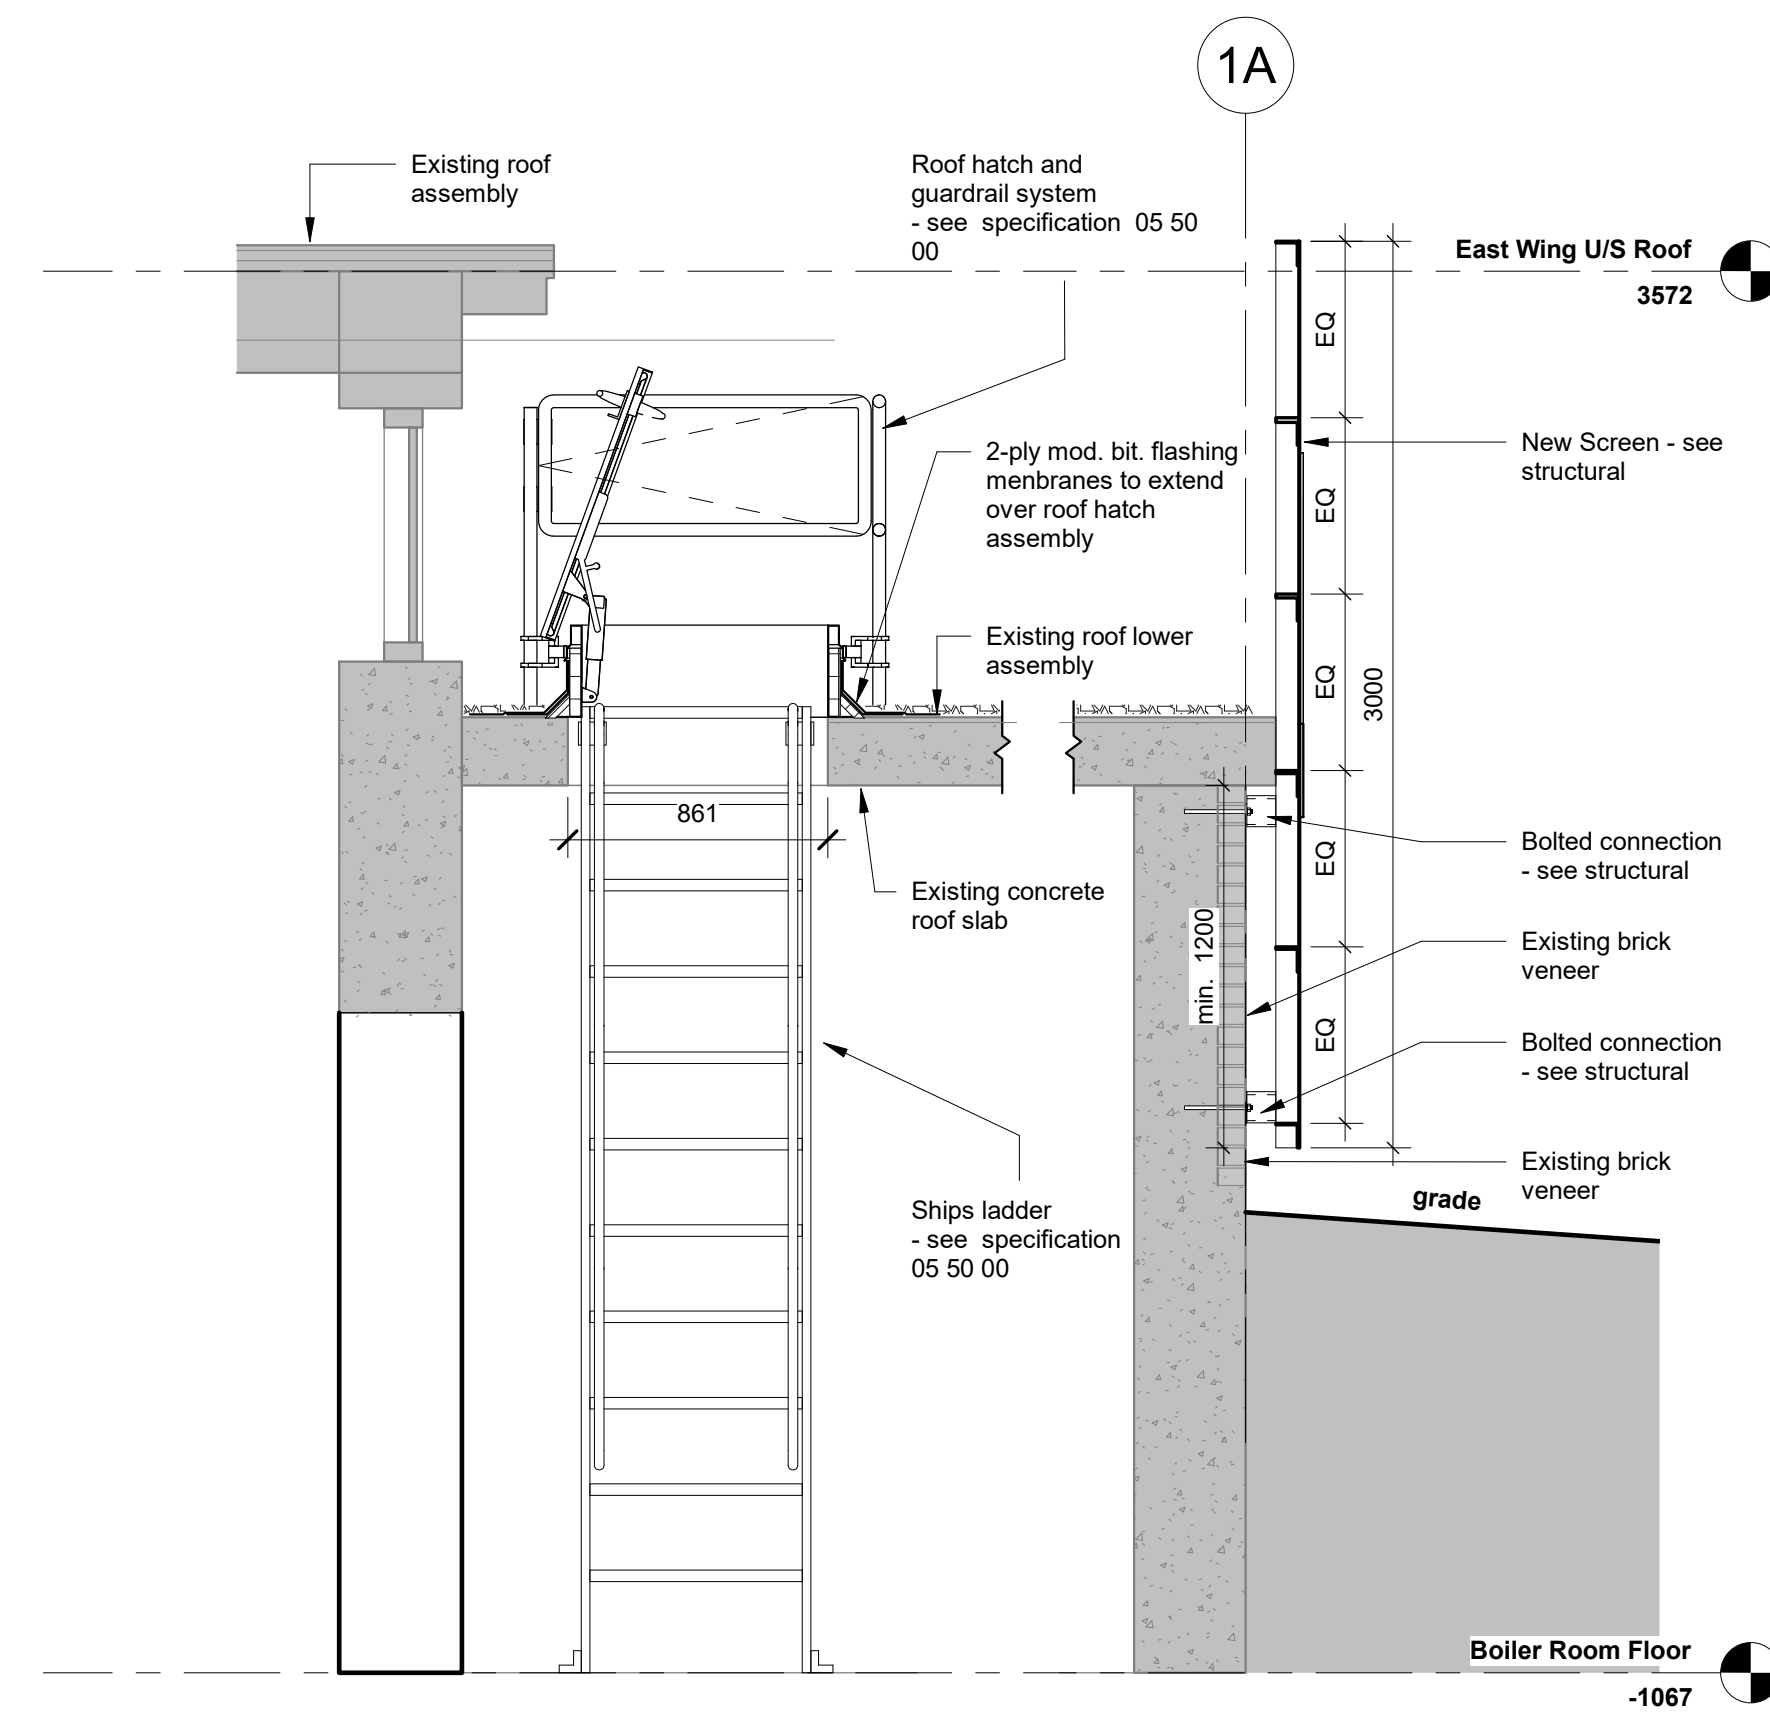 1A
Existing roof
assembly
Roof hatch and
guardrail system
- see specification 05 50
00
East Wing U/S Roof
3572
EQ
New Screen - see
structural
2-ply mod. bit. flashing
menbranes to extend
over roof hatch
assembly
EQ
Existing roof lower
assembly
EQ
3000
861
Bolted connection
- see structural
EQ
Existing concrete
roof slab
min. 1200
Existing brick
veneer
EQ
Bolted connection
- see structural
Existing brick
veneer
grade
Ships ladder
- see specification
05 50 00
Boiler Room Floor
-1067